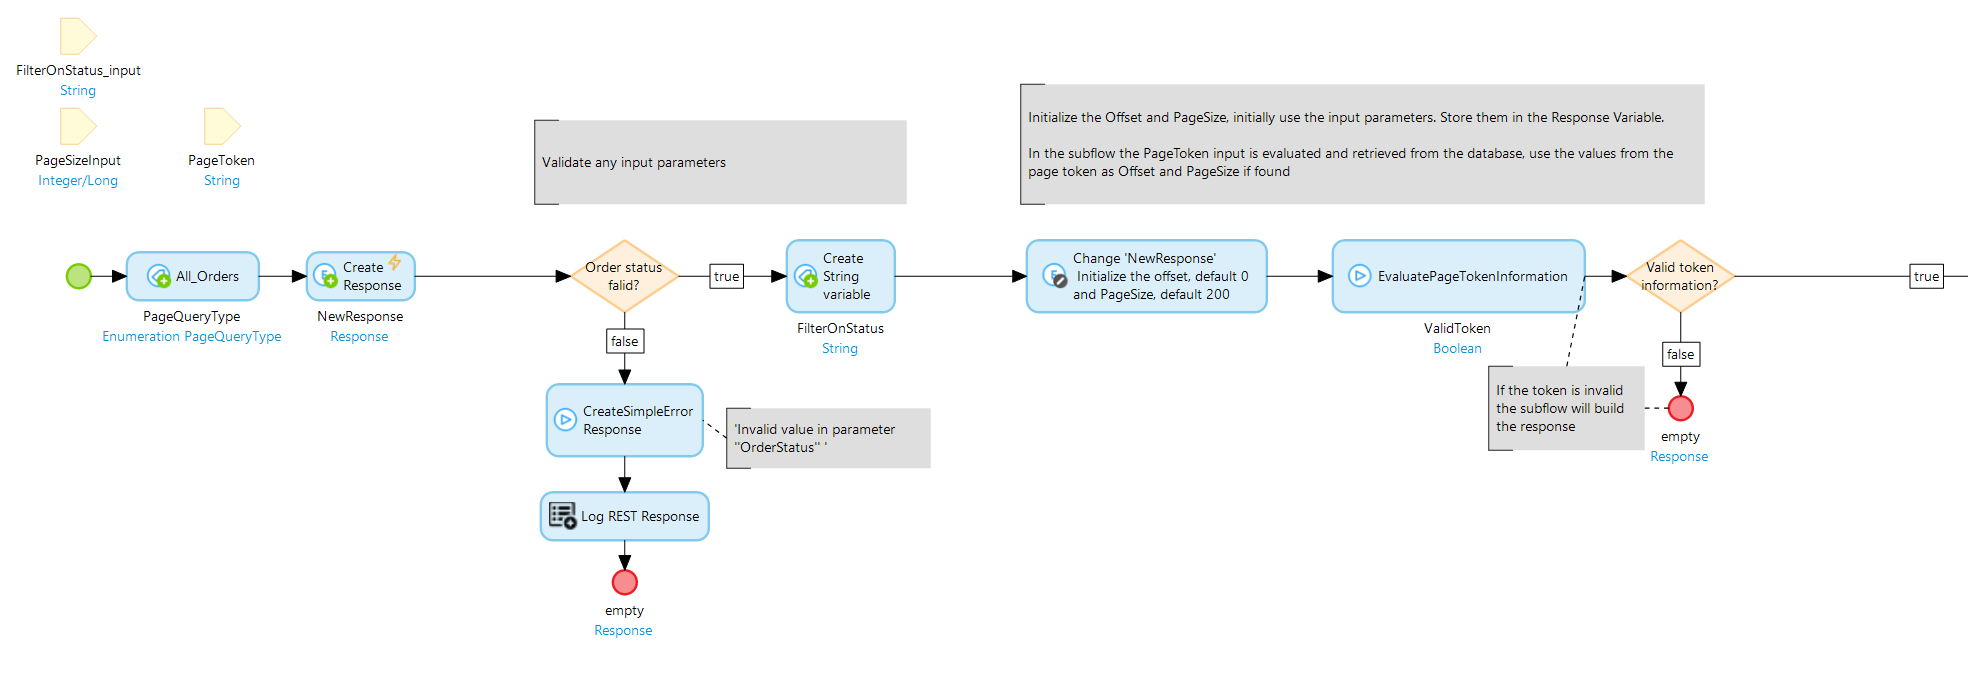 FilterOnStatus_input
String
PageSizeInput
Integer/Long
PageToken
String
Validate any input parameters
Initialize the Offset and PageSize, initially use the input parameters. Store them in the Response Variable.
In the subflow the PageToken input is evaluated and retrieved from the database, use the values from the
page token as Offset and PageSize if found
All_Orders
PageQueryType
Enumeration PageQueryType
Create
Response
NewResponse
Response
Order status
falid?
true
false
Create
String
variable
FilterOnStatus
String
Change 'NewResponse'
Initialize the offset, default 0
and PageSize, default 200
EvaluatePageTokenInformation
ValidToken
Boolean
Valid token
information?
true
false
If the token is invalid
the subflow will build
the response
empty
Response
CreateSimpleError
Response
'Invalid value in parameter
"OrderStatus" '
Log REST Response
empty
Response